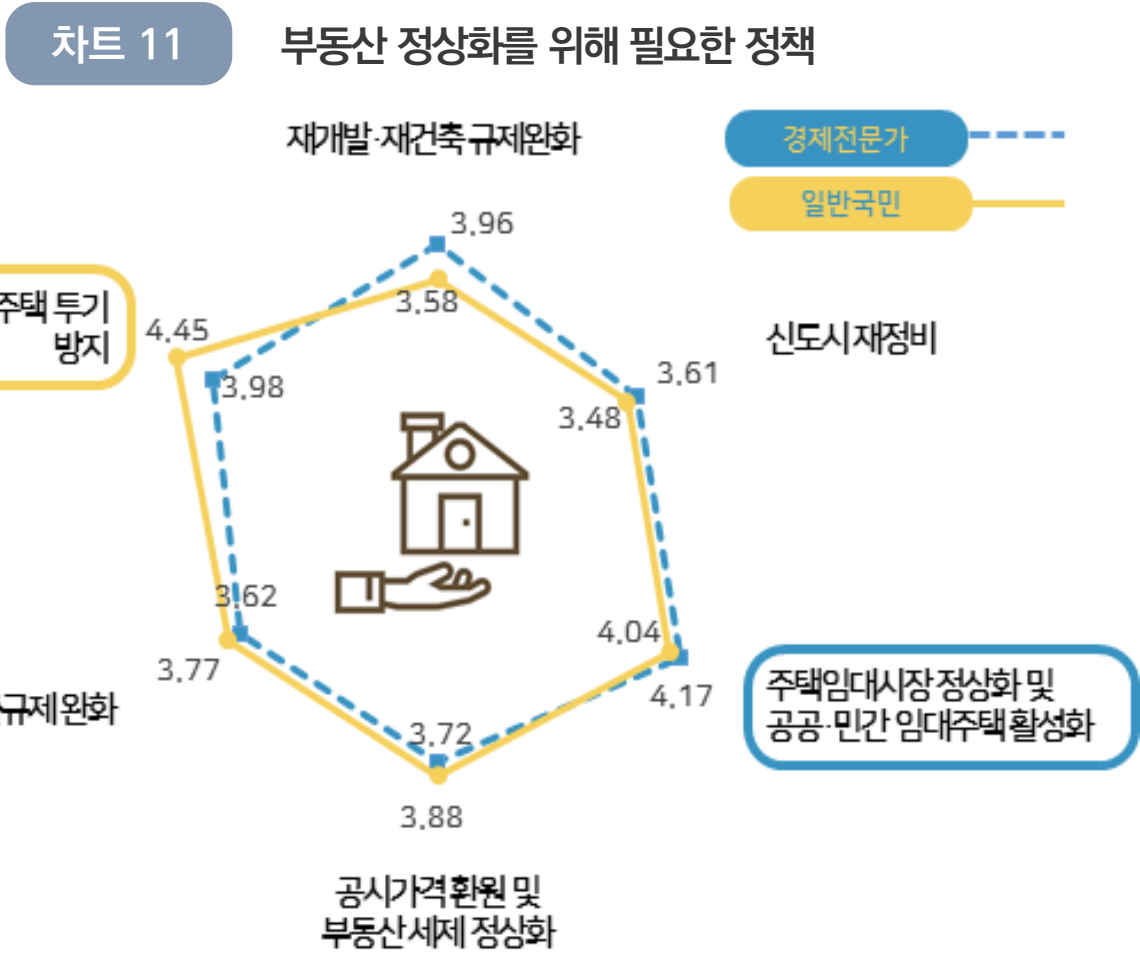 차트 11
부동산 정상화를 위해 필요한 정책
재개발·재건축 규제완화
경제전문가
일반국민
3.96
3.58
주택 투기
방지
4.45
3.98
신도시 재정비
3.61
3.48
3.62
3.77
규제 완화
4.04
4.17
주택임대시장 정상화 및
공공·민간 임대주택 활성화
3.72
3.88
공시가격 환원 및
부동산 세제 정상화